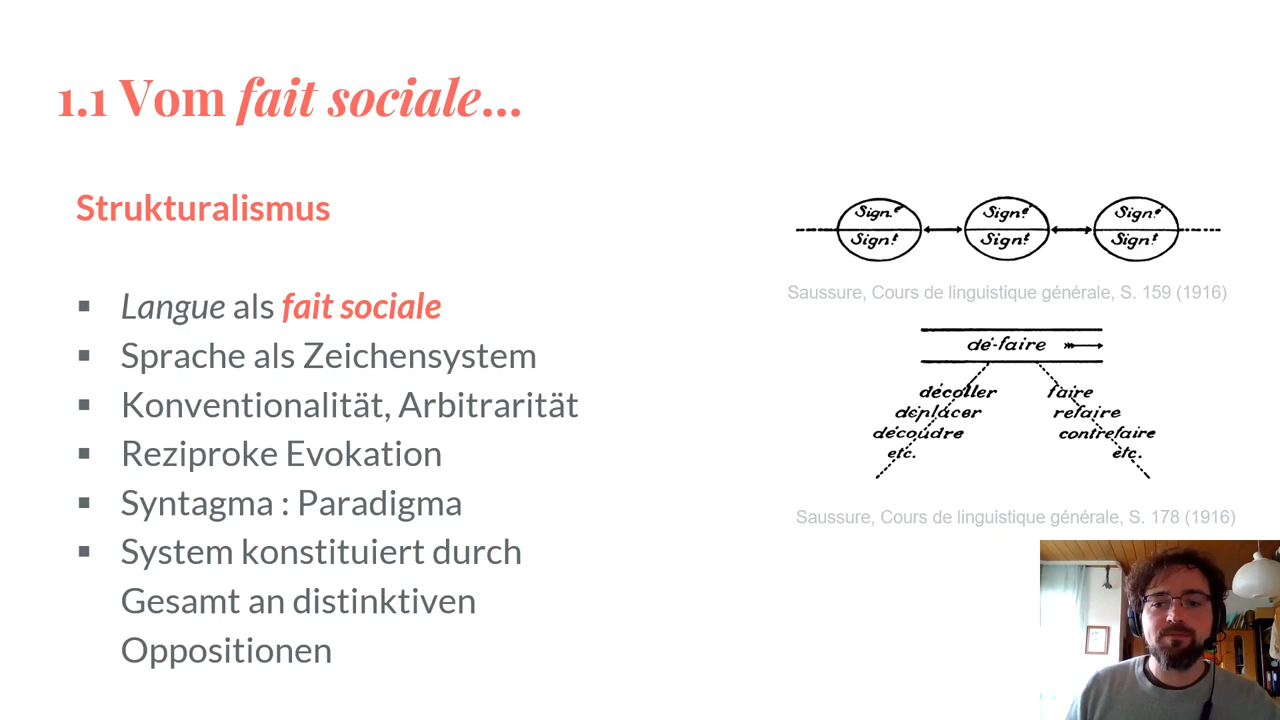 1.1 Vom fait sociale...
Strukturalismus
▪ Langue als fait sociale
▪ Sprache als Zeichensystem
▪ Konventionalität, Arbitrarität
▪ Reziproke Evokation
▪ Syntagma : Paradigma
▪ System konstituiert durch
Gesamt an distinktiven
Oppositionen
Sign.é Sign.é Sign.é
Sign.t Sign.t Sign.t
Saussure, Cours de linguistique générale, S. 159 (1916)
dé-faire
décoller faire
déplacer refaire
découdre contrefaire
etc. etc.
Saussure, Cours de linguistique générale, S. 178 (1916)